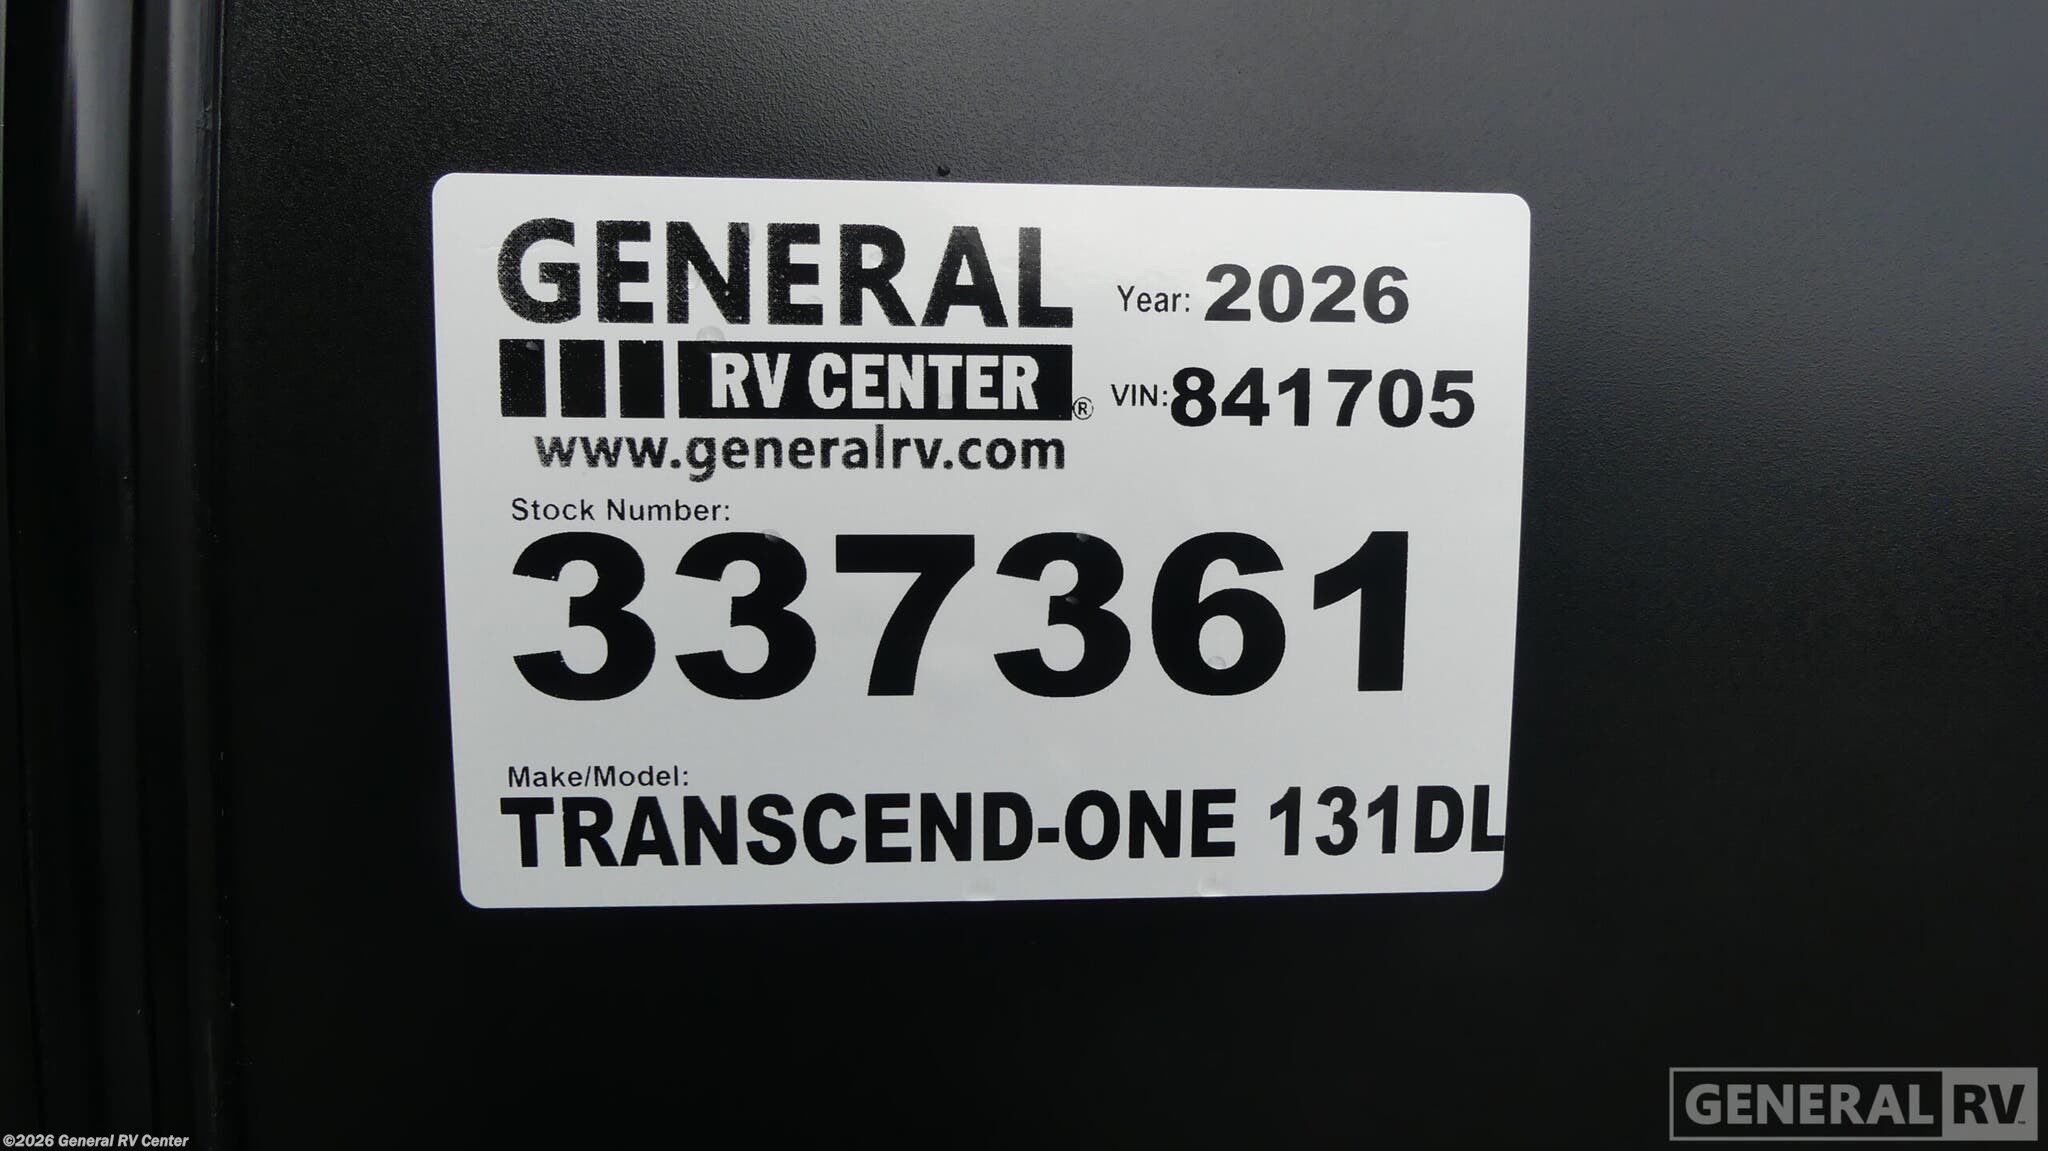 GENERAL
RV CENTER®
www.generalrv.com
Year: 2026
VIN: 841705
Stock Number:
337361
Make/Model:
TRANSCEND-ONE 131DL
GENERAL RV™
©2026 General RV Center